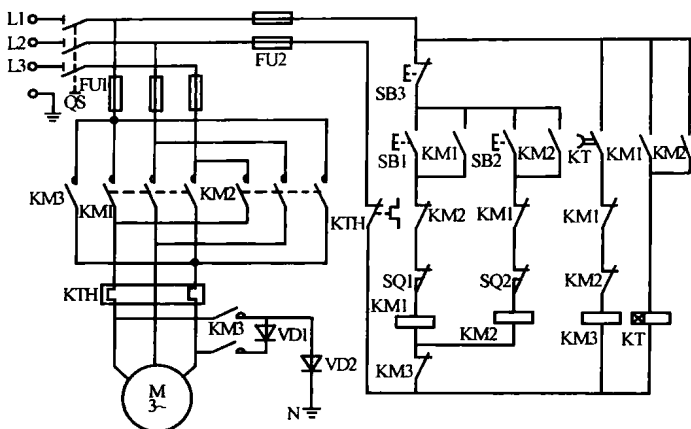 L1
L2
L3
QS
FU1
FU2
SB3
SB1
KM1
SB2
KM2
KT
KM1
KM2
KM3
KM1
KM2
KTH
KM2
KM1
KM1
SQ1
SQ2
KM2
KTH
KM1
KM2
KM3
KT
KM3
VD1
VD2
KM3
M
3~
N